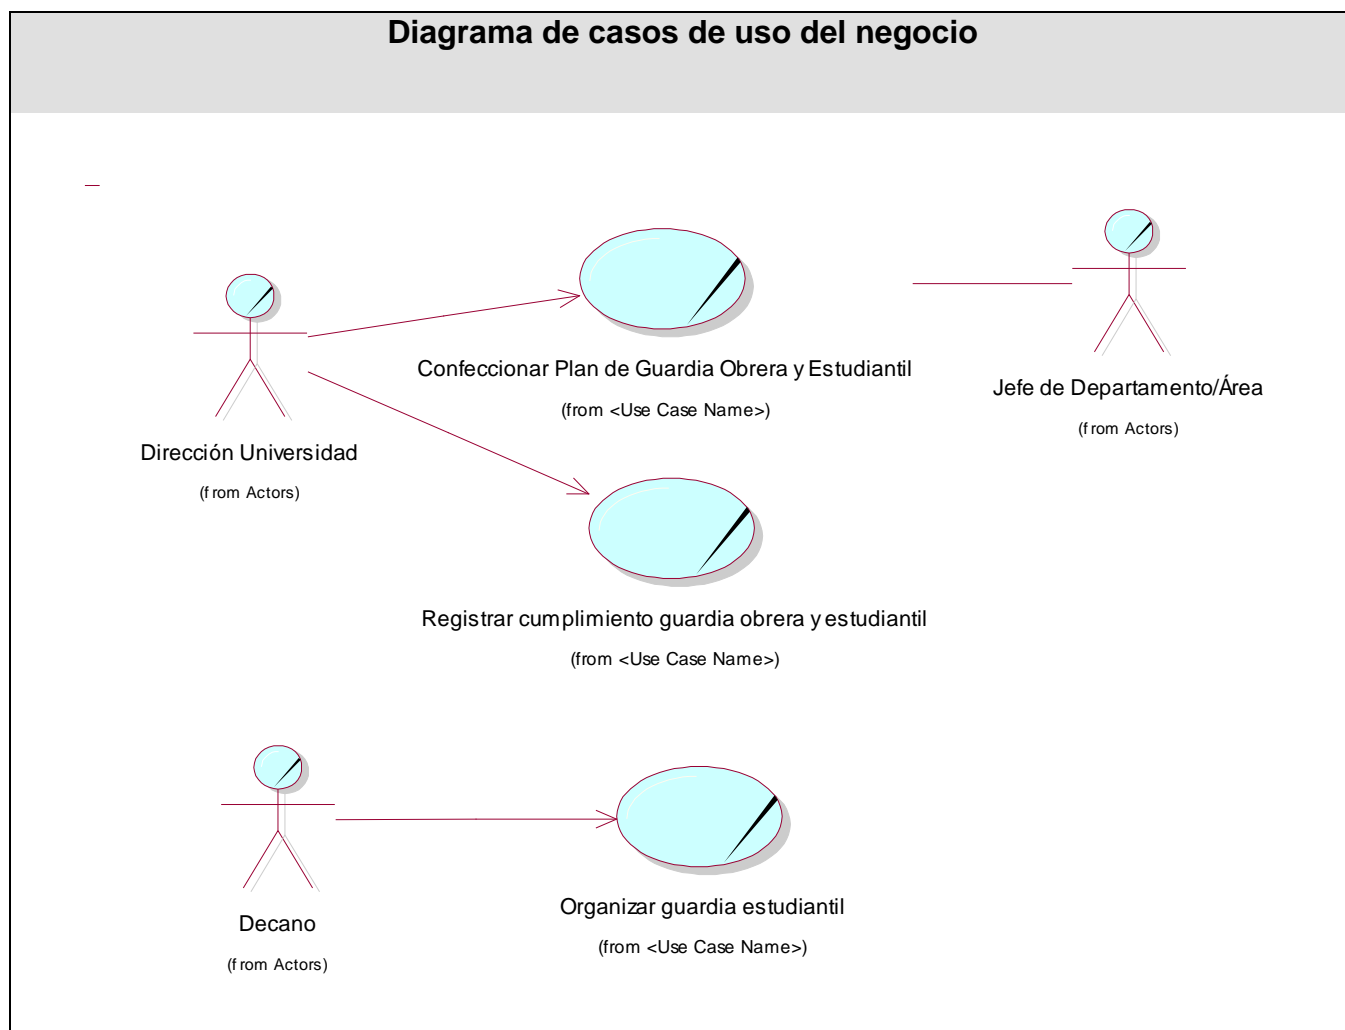 Diagrama de casos de uso del negocio
Confeccionar Plan de Guardia Obrera y Estudiantil
(from <Use Case Name>)
Jefe de Departamento/Área
(from Actors)
Dirección Universidad
(from Actors)
Registrar cumplimiento guardia obrera y estudiantil
(from <Use Case Name>)
Decano
(from Actors)
Organizar guardia estudiantil
(from <Use Case Name>)